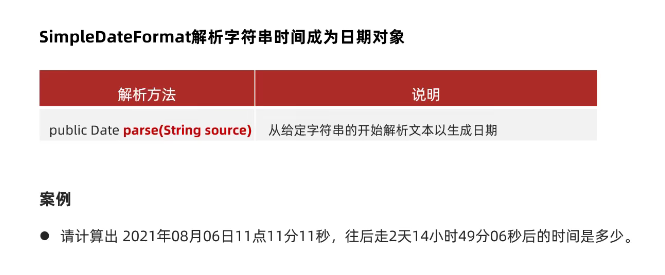 SimpleDateFormat解析字符串时间成为日期对象
解析方法 说明
public Date parse(String source) 从给定字符串的开始解析文本以生成日期
案例
● 请计算出 2021年08月06日11点11分11秒，往后走2天14小时49分06秒后的时间是多少。